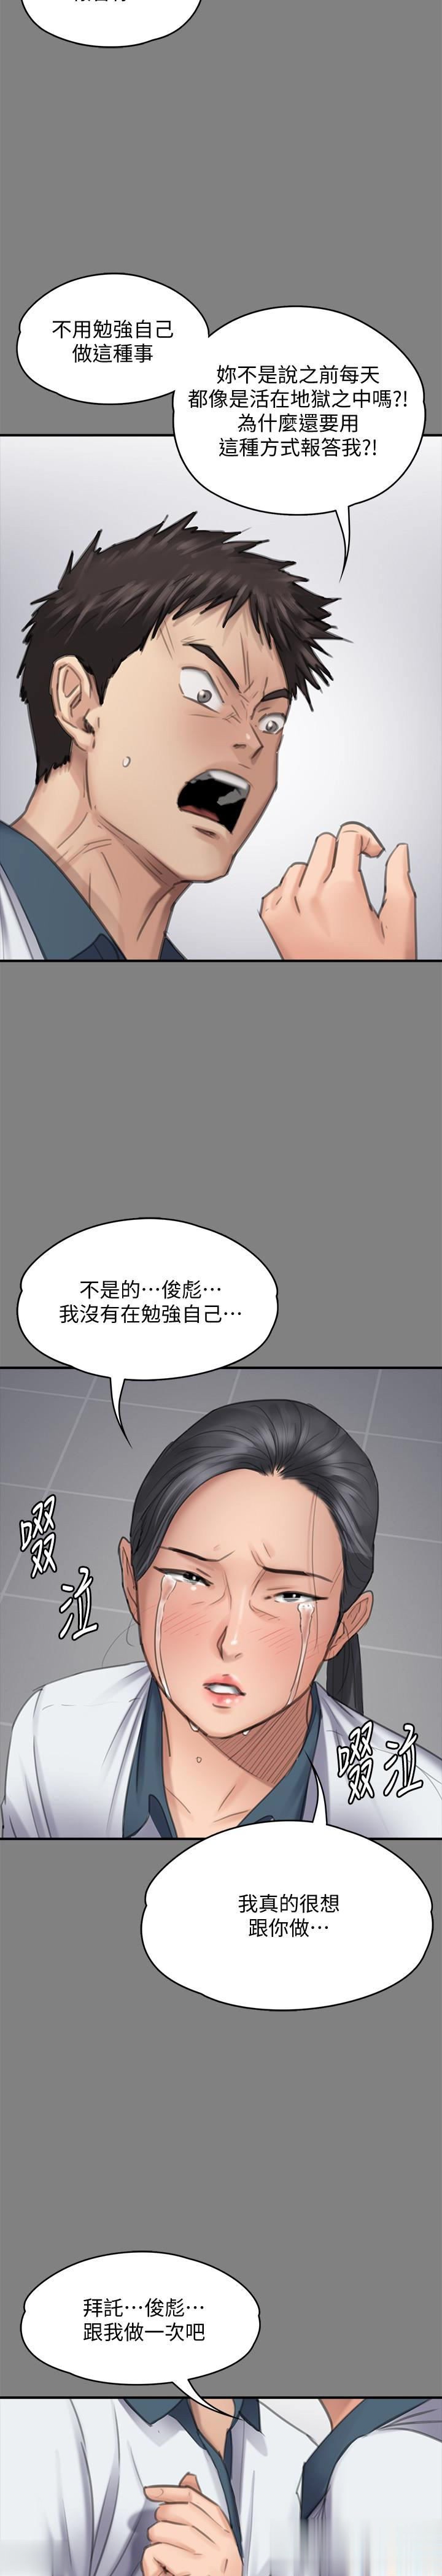 不用勉強自己
做這種事
妳不是說之前每天
都像是活在地獄之中嗎?!
為什麼還要用
這種方式報答我?!
不是的…俊彪…
我沒有在勉強自己…
啜泣
啜泣
我真的很想
跟你做…
拜託…俊彪…
跟我做一次吧